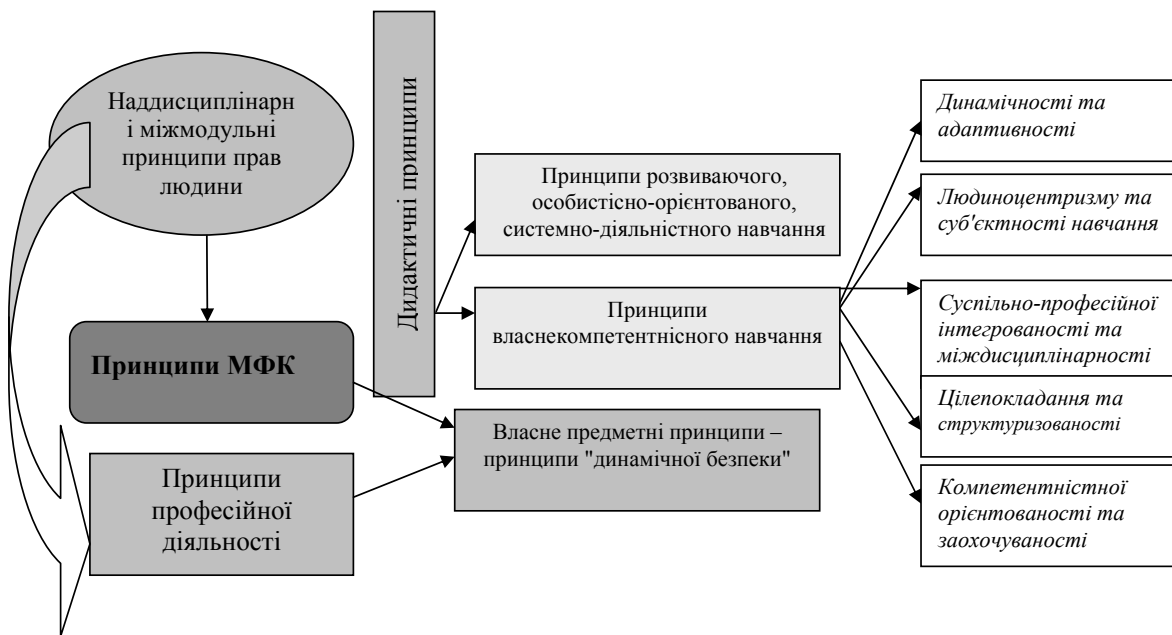 Наддисциплінарн
і міжмодульні
принципи прав
людини
Принципи МФК
Принципи
професійної
діяльності
Дидактичні принципи
Принципи розвиваючого,
особистісно-орієнтованого,
системно-діяльністного навчання
Принципи
власнекомпетентнісного навчання
Власне предметні принципи –
принципи "динамічної безпеки"
Динамічності та
адаптивності
Людиноцентризму та
суб'єктності навчання
Суспільно-професійної
інтегрованості та
міждисциплінарності
Цілепокладання та
структуризованості
Компетентністної
орієнтованості та
заохочуваності